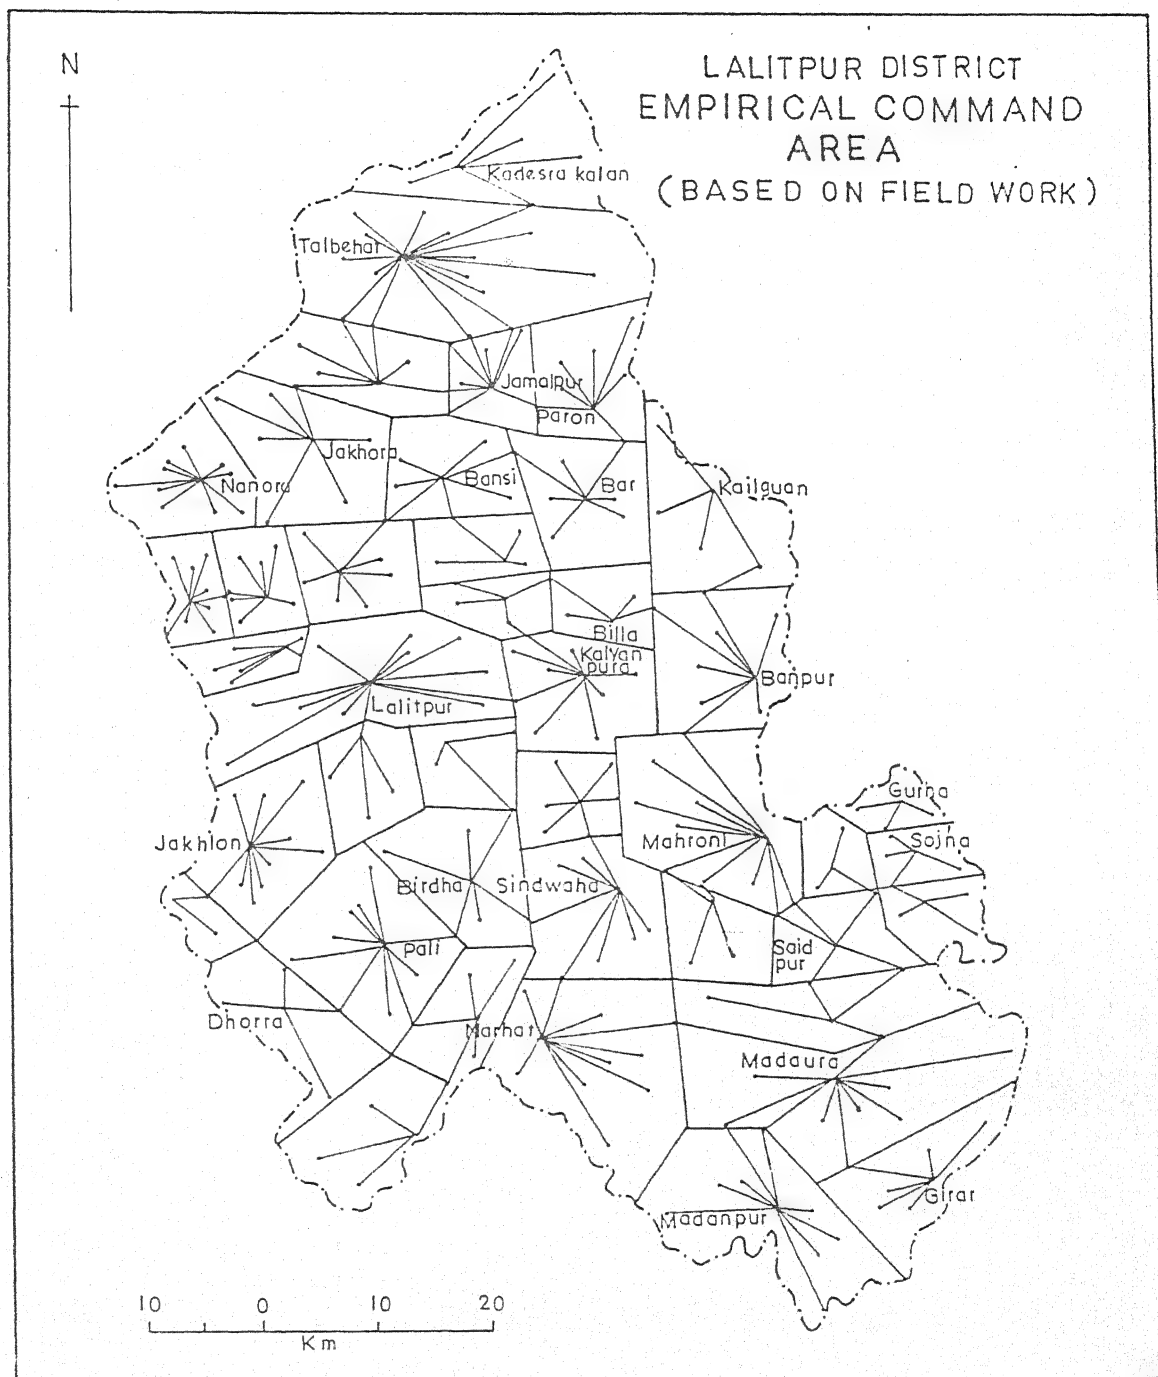 N
LALITPUR DISTRICT
EMPIRICAL COMMAND
AREA
(BASED ON FIELD WORK)
Kadesra kalan
Talbehat
Jamalpur
Paron
Jakhora
Nanora
Bansi
Bar
Kailguan
Billa
Kalyan
pura
Banpur
Lalitpur
Gurha
Sojna
Jakhlon
Mahroni
Birdha
Sindwaha
Pali
Said
pur
Dhorra
Marhat
Madaura
Girar
Madanpur
10 0 10 20
Km